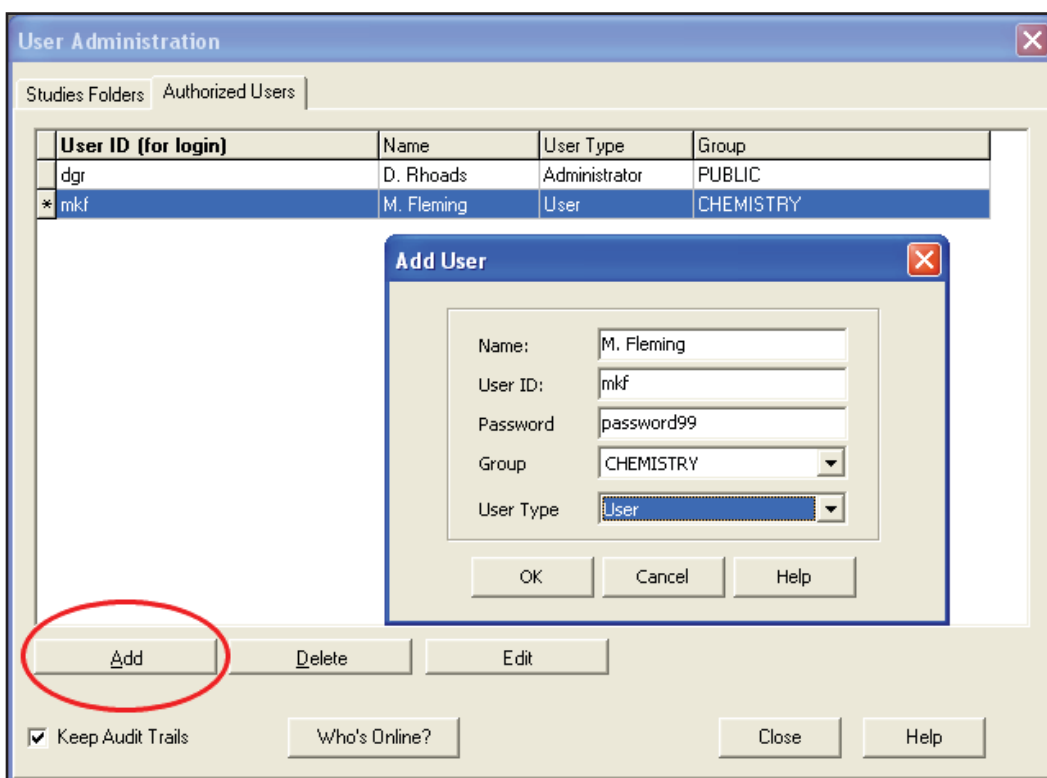 User Administration
Studies Folders Authorized Users
User ID (for login) Name User Type Group
dgr D. Rhoads Administrator PUBLIC
* mkf M. Fleming User CHEMISTRY
Add User
Name: M. Fleming
User ID: mkf
Password password99
Group CHEMISTRY
User Type User
OK Cancel Help
Add Delete Edit
Keep Audit Trails Who's Online? Close Help